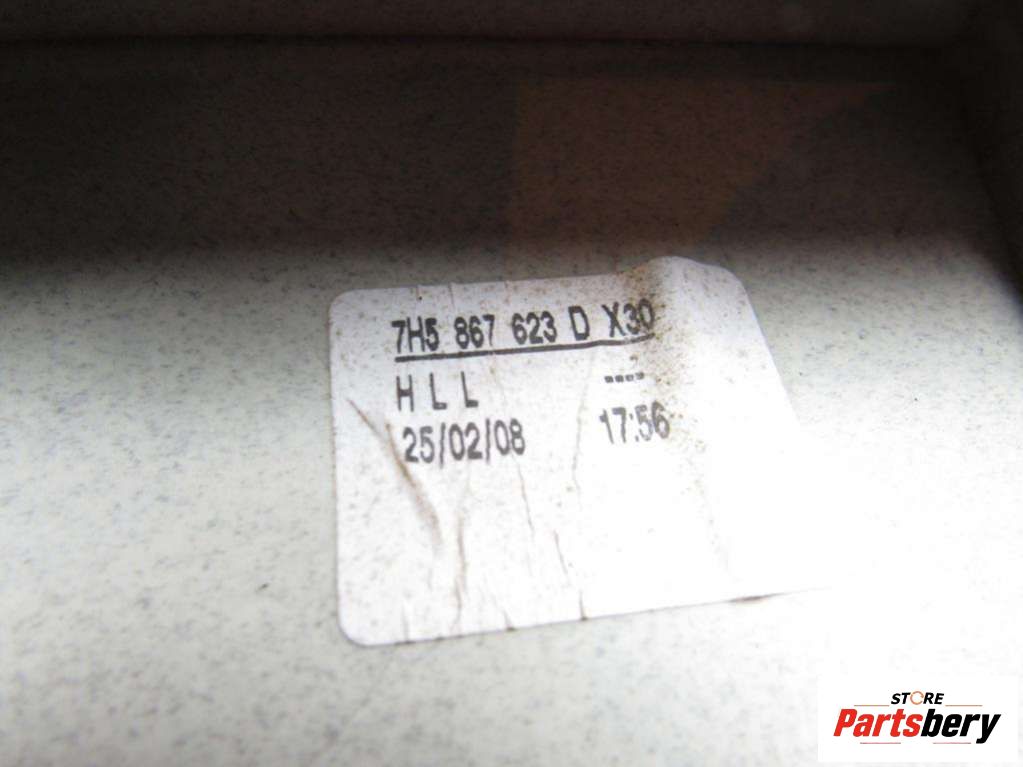 7H5 867 623 D X30
H L L ----
25/02/08 17:56
STORE
Partsbery